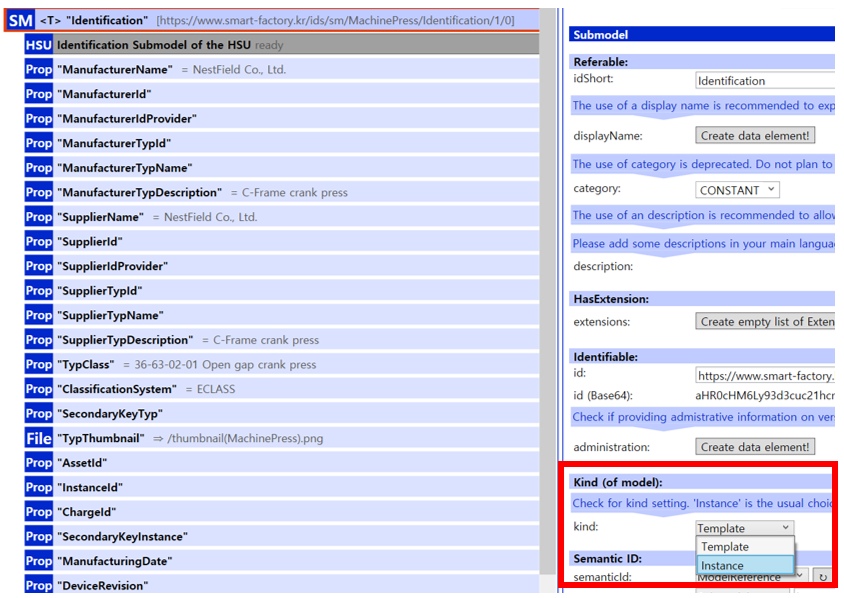 SM <T> "Identification" [https://www.smart-factory.kr/ids/sm/MachinePress/Identification/1/0]
HSU Identification Submodel of the HSU ready
Prop "ManufacturerName" = NestField Co., Ltd.
Prop "ManufacturerId"
Prop "ManufacturerIdProvider"
Prop "ManufacturerTypId"
Prop "ManufacturerTypName"
Prop "ManufacturerTypDescription" = C-Frame crank press
Prop "SupplierName" = NestField Co., Ltd.
Prop "SupplierId"
Prop "SupplierIdProvider"
Prop "SupplierTypId"
Prop "SupplierTypName"
Prop "SupplierTypDescription" = C-Frame crank press
Prop "TypClass" = 36-63-02-01 Open gap crank press
Prop "ClassificationSystem" = ECLASS
Prop "SecondaryKeyTyp"
File "TypThumbnail" ⇒ /thumbnail(MachinePress).png
Prop "AssetId"
Prop "InstanceId"
Prop "ChargeId"
Prop "SecondaryKeyInstance"
Prop "ManufacturingDate"
Prop "DeviceRevision"
Submodel
Referable:
idShort: Identification
The use of a display name is recommended to exp
displayName: Create data element!
The use of category is deprecated. Do not plan to
category: CONSTANT
The use of an description is recommended to allow
Please add some descriptions in your main langua
description:
HasExtension:
extensions: Create empty list of Exten
Identifiable:
id: https://www.smart-factory.
id (Base64): aHR0cHM6Ly93d3cuc21hcr
Check if providing admistrative information on ver
administration: Create data element!
Kind (of model):
Check for kind setting. 'Instance' is the usual choi
kind: Template
Template
Instance
Semantic ID:
semanticId: ModelReference